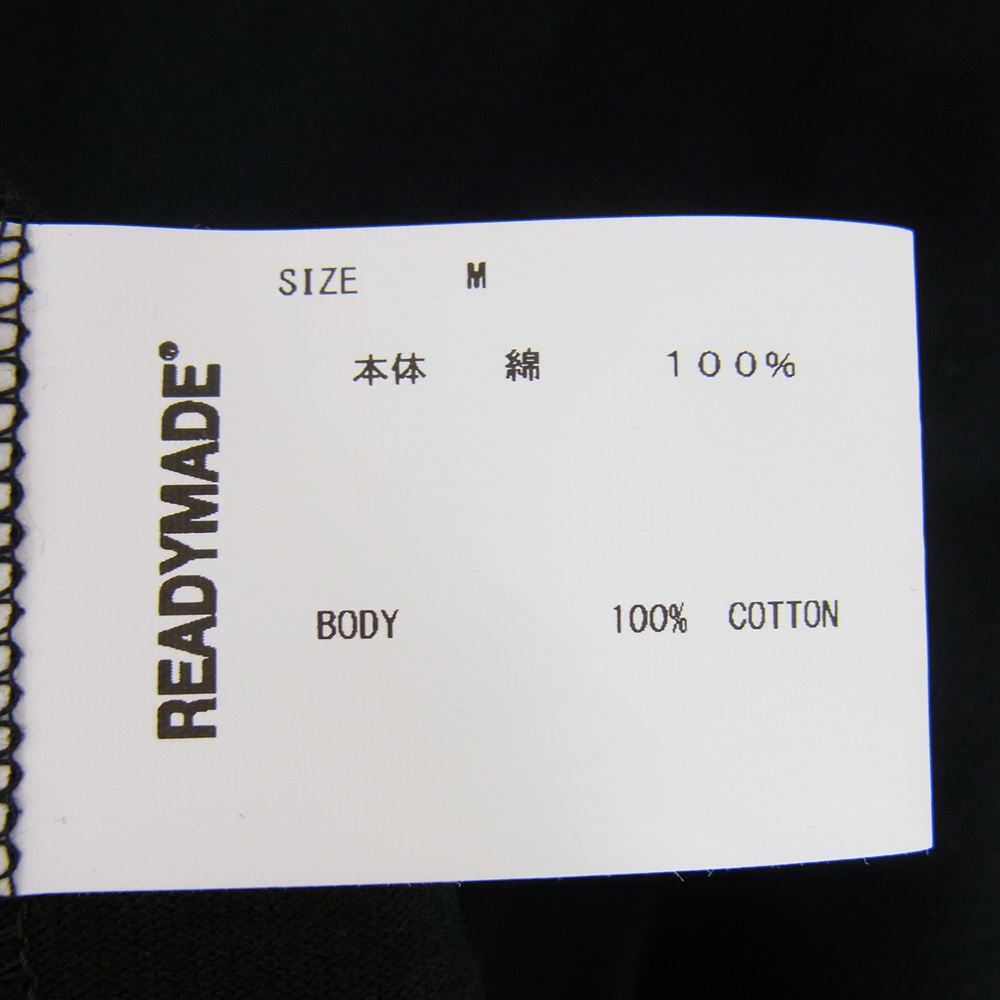 SIZE M
本体 綿 １００％
BODY 100% COTTON
READYMADE®